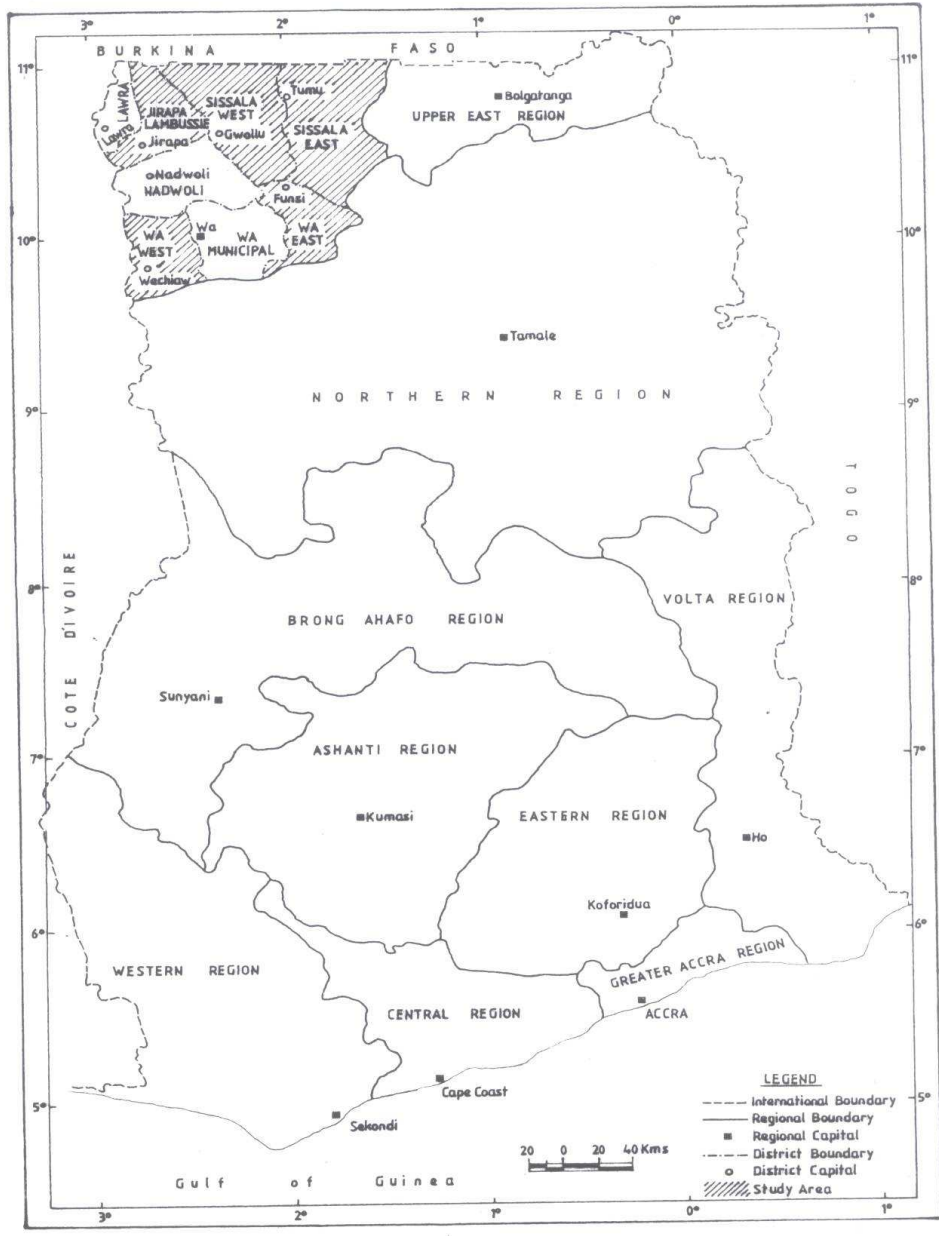 3° 2° 1° 0° 1°
BURKINA FASO
11° 11°
LAWRA
Lawra
JIRAPA
LAMBUSSIE
Jirapa
SISSALA
WEST
Gwollu
Tumu
SISSALA
EAST
Bolgatanga
UPPER EAST REGION
Nadwoli
NADWOLI
Funsi
10° 10°
WA
WEST
Wechiaw
Wa
WA
MUNICIPAL
WA
EAST
Tamale
NORTHERN REGION
9° 9°
TOGO
COTE D'IVOIRE
8° 8°
VOLTA REGION
BRONG AHAFO REGION
Sunyani
ASHANTI REGION
7° 7°
Kumasi
EASTERN REGION
Ho
Koforidua
6° 6°
WESTERN REGION
GREATER ACCRA REGION
CENTRAL REGION
ACCRA
Cape Coast
5° 5°
Sekondi
LEGEND
International Boundary
Regional Boundary
Regional Capital
District Boundary
District Capital
Study Area
20 0 20 40 Kms
Gulf of Guinea
3° 2° 1° 0° 1°